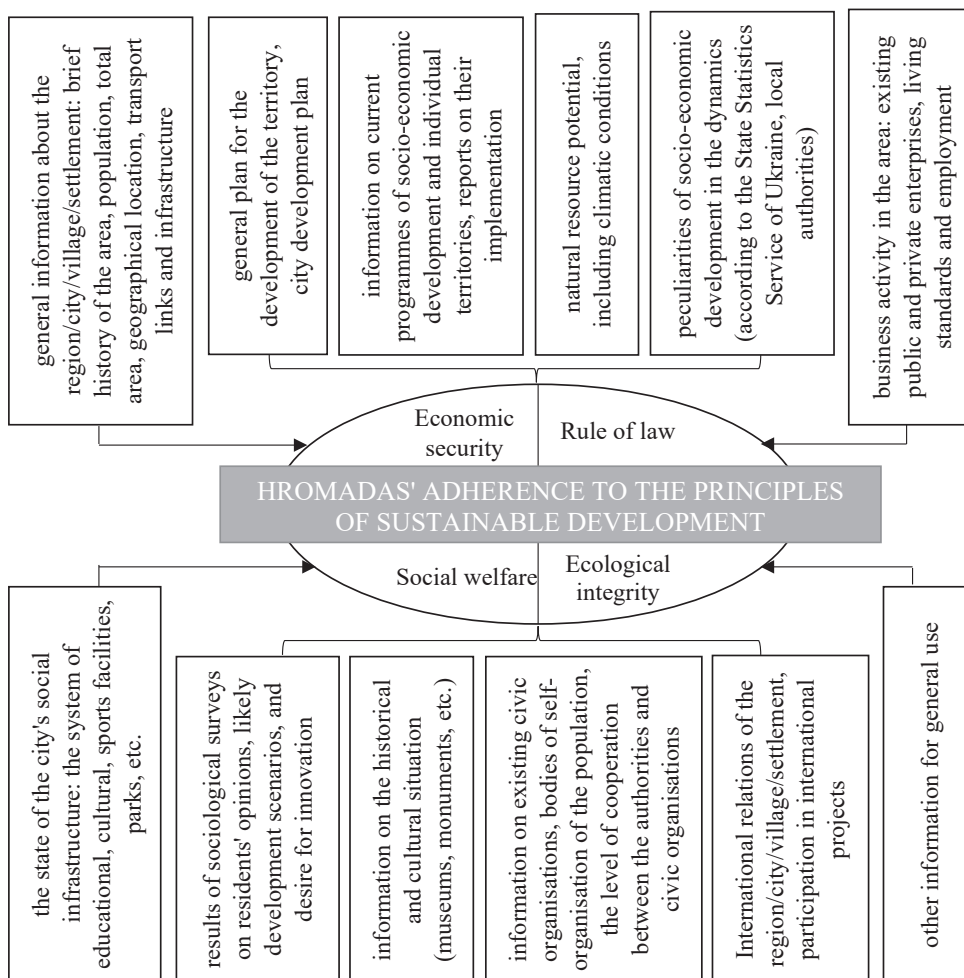 general information about the
region/city/village/settlement: brief
history of the area, population, total
area, geographical location, transport
links and infrastructure
general plan for the
development of the territory,
city development plan
information on current
programmes of socio-economic
development and individual
territories, reports on their
implementation
natural resource potential,
including climatic conditions
peculiarities of socio-economic
development in the dynamics
(according to the State Statistics
Service of Ukraine, local
authorities)
business activity in the area: existing
public and private enterprises, living
standards and employment
Economic
security
Rule of law
HROMADAS' ADHERENCE TO THE PRINCIPLES
OF SUSTAINABLE DEVELOPMENT
Social welfare
Ecological
integrity
the state of the city's social
infrastructure: the system of
educational, cultural, sports facilities,
parks, etc.
results of sociological surveys
on residents' opinions, likely
development scenarios, and
desire for innovation
information on the historical
and cultural situation
(museums, monuments, etc.)
information on existing civic
organisations, bodies of self-
organisation of the population,
the level of cooperation
between the authorities and
civic organisations
International relations of the
region/city/village/settlement,
participation in international
projects
other information for general use